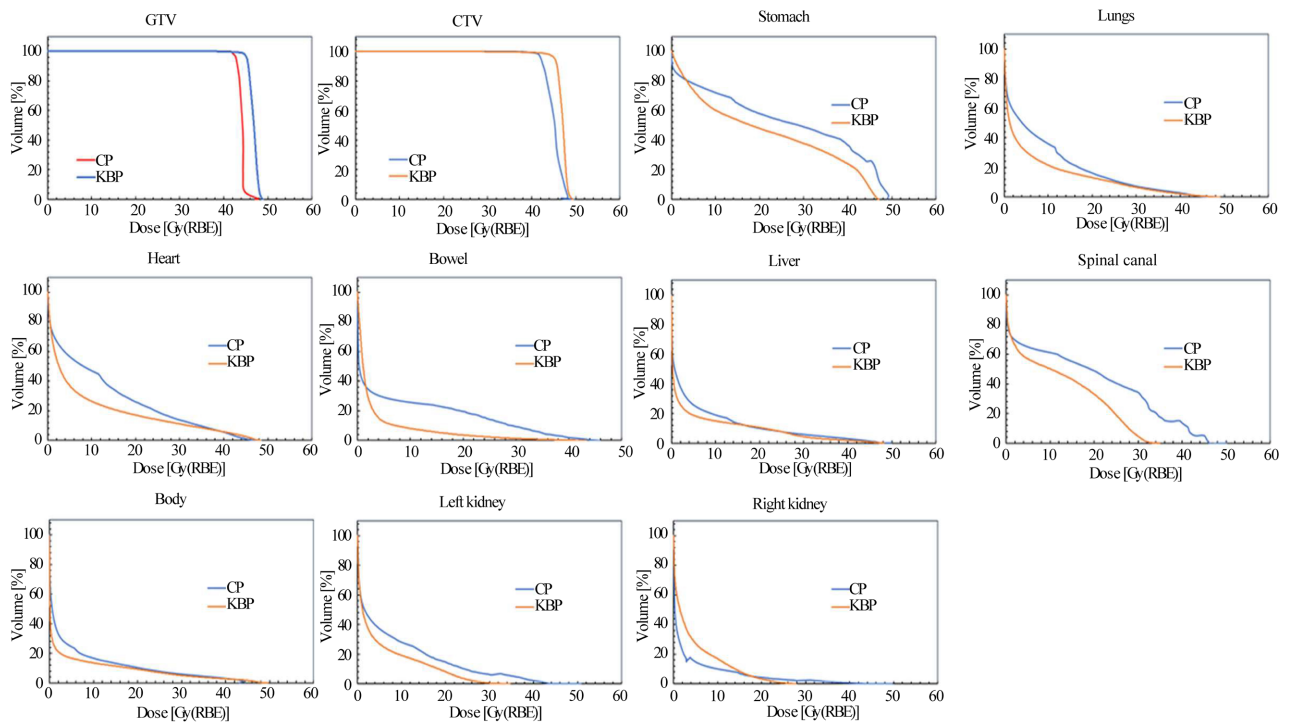 GTV
Volume [%]
100
80
60
40
20
0
CP
KBP
0 10 20 30 40 50 60
Dose [Gy(RBE]
CTV
Volume [%]
100
80
60
40
20
0
CP
KBP
0 10 20 30 40 50 60
Dose [Gy(RBE]
Stomach
Volume [%]
100
80
60
40
20
0
CP
KBP
0 10 20 30 40 50 60
Dose [Gy(RBE]
Lungs
Volume [%]
100
80
60
40
20
0
CP
KBP
0 10 20 30 40 50 60
Dose [Gy(RBE]
Heart
Volume [%]
100
80
60
40
20
0
CP
KBP
0 10 20 30 40 50 60
Dose [Gy(RBE]
Bowel
Volume [%]
100
80
60
40
20
0
CP
KBP
0 10 20 30 40 50
Dose [Gy(RBE]
Liver
Volume [%]
100
80
60
40
20
0
CP
KBP
0 10 20 30 40 50 60
Dose [Gy(RBE]
Spinal canal
Volume [%]
100
80
60
40
20
0
CP
KBP
0 10 20 30 40 50 60
Dose [Gy(RBE]
Body
Volume [%]
100
80
60
40
20
0
CP
KBP
0 10 20 30 40 50 60
Dose [Gy(RBE]
Left kidney
Volume [%]
100
80
60
40
20
0
CP
KBP
0 10 20 30 40 50 60
Dose [Gy(RBE]
Right kidney
Volume [%]
100
80
60
40
20
0
CP
KBP
0 10 20 30 40 50 60
Dose [Gy(RBE]